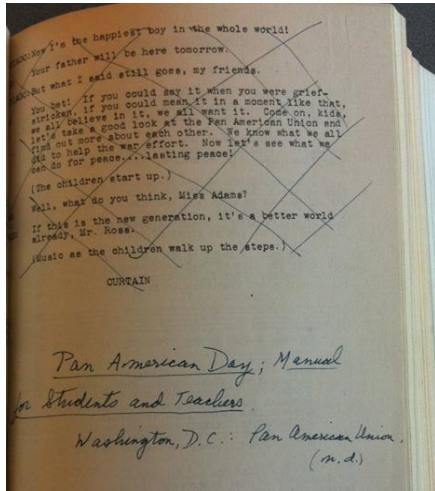 Now I'm the happiest boy in the whole world!
Your father will be here tomorrow.
But what I said still goes, my friends.
You bet! If you could say it when you were grief-
stricken, if you could mean it in a moment like that,
we all believe in it, we all want it. Come on, kids,
let's take a good look at the Pan American Union and
find out more about each other. We know what we all
did to help the war effort. Now let's see what we
can do for peace....lasting peace!
(The children start up.)
Well, what do you think, Miss Adams?
If this is the new generation, it's a better world
already, Mr. Ross.
(Music as the children walk up the steps.)
CURTAIN
Pan American Day; Manual
for Students and Teachers.
Washington, D.C.: Pan American Union.
(n.d.)